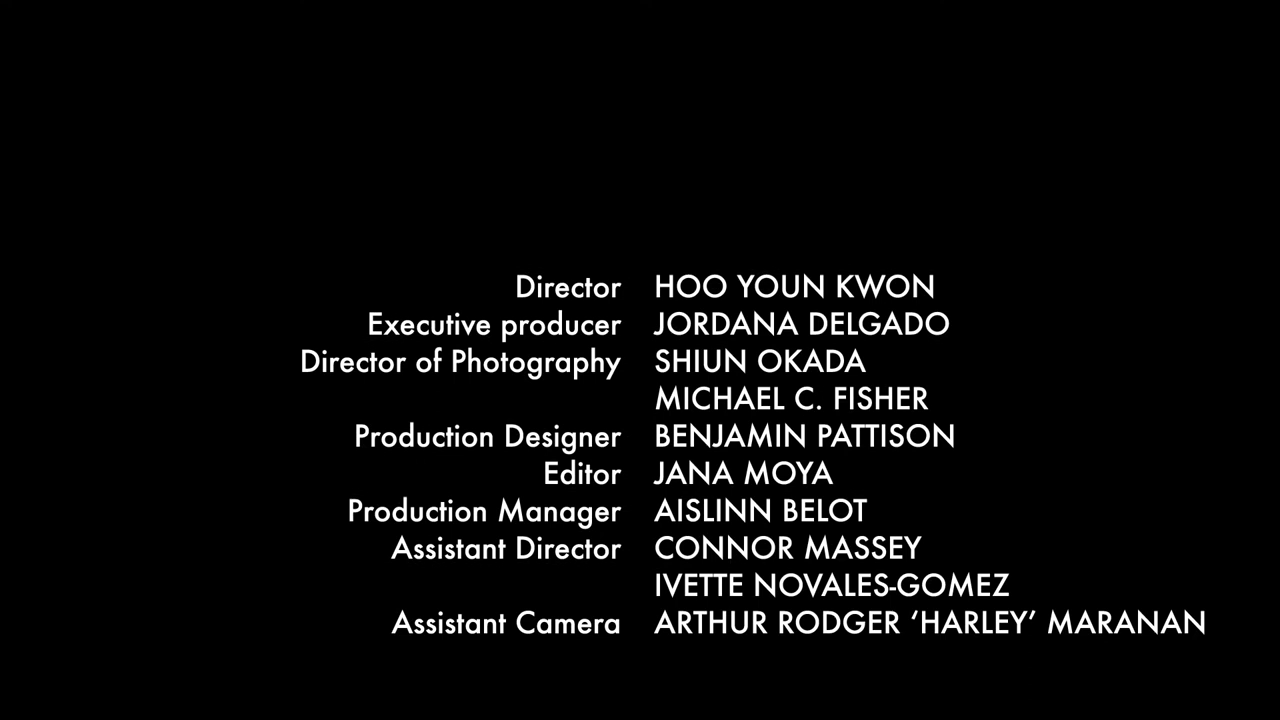 Director HOO YOUN KWON
Executive producer JORDANA DELGADO
Director of Photography SHIUN OKADA
MICHAEL C. FISHER
Production Designer BENJAMIN PATTISON
Editor JANA MOYA
Production Manager AISLINN BELOT
Assistant Director CONNOR MASSEY
IVETTE NOVALES-GOMEZ
Assistant Camera ARTHUR RODGER ‘HARLEY’ MARANAN